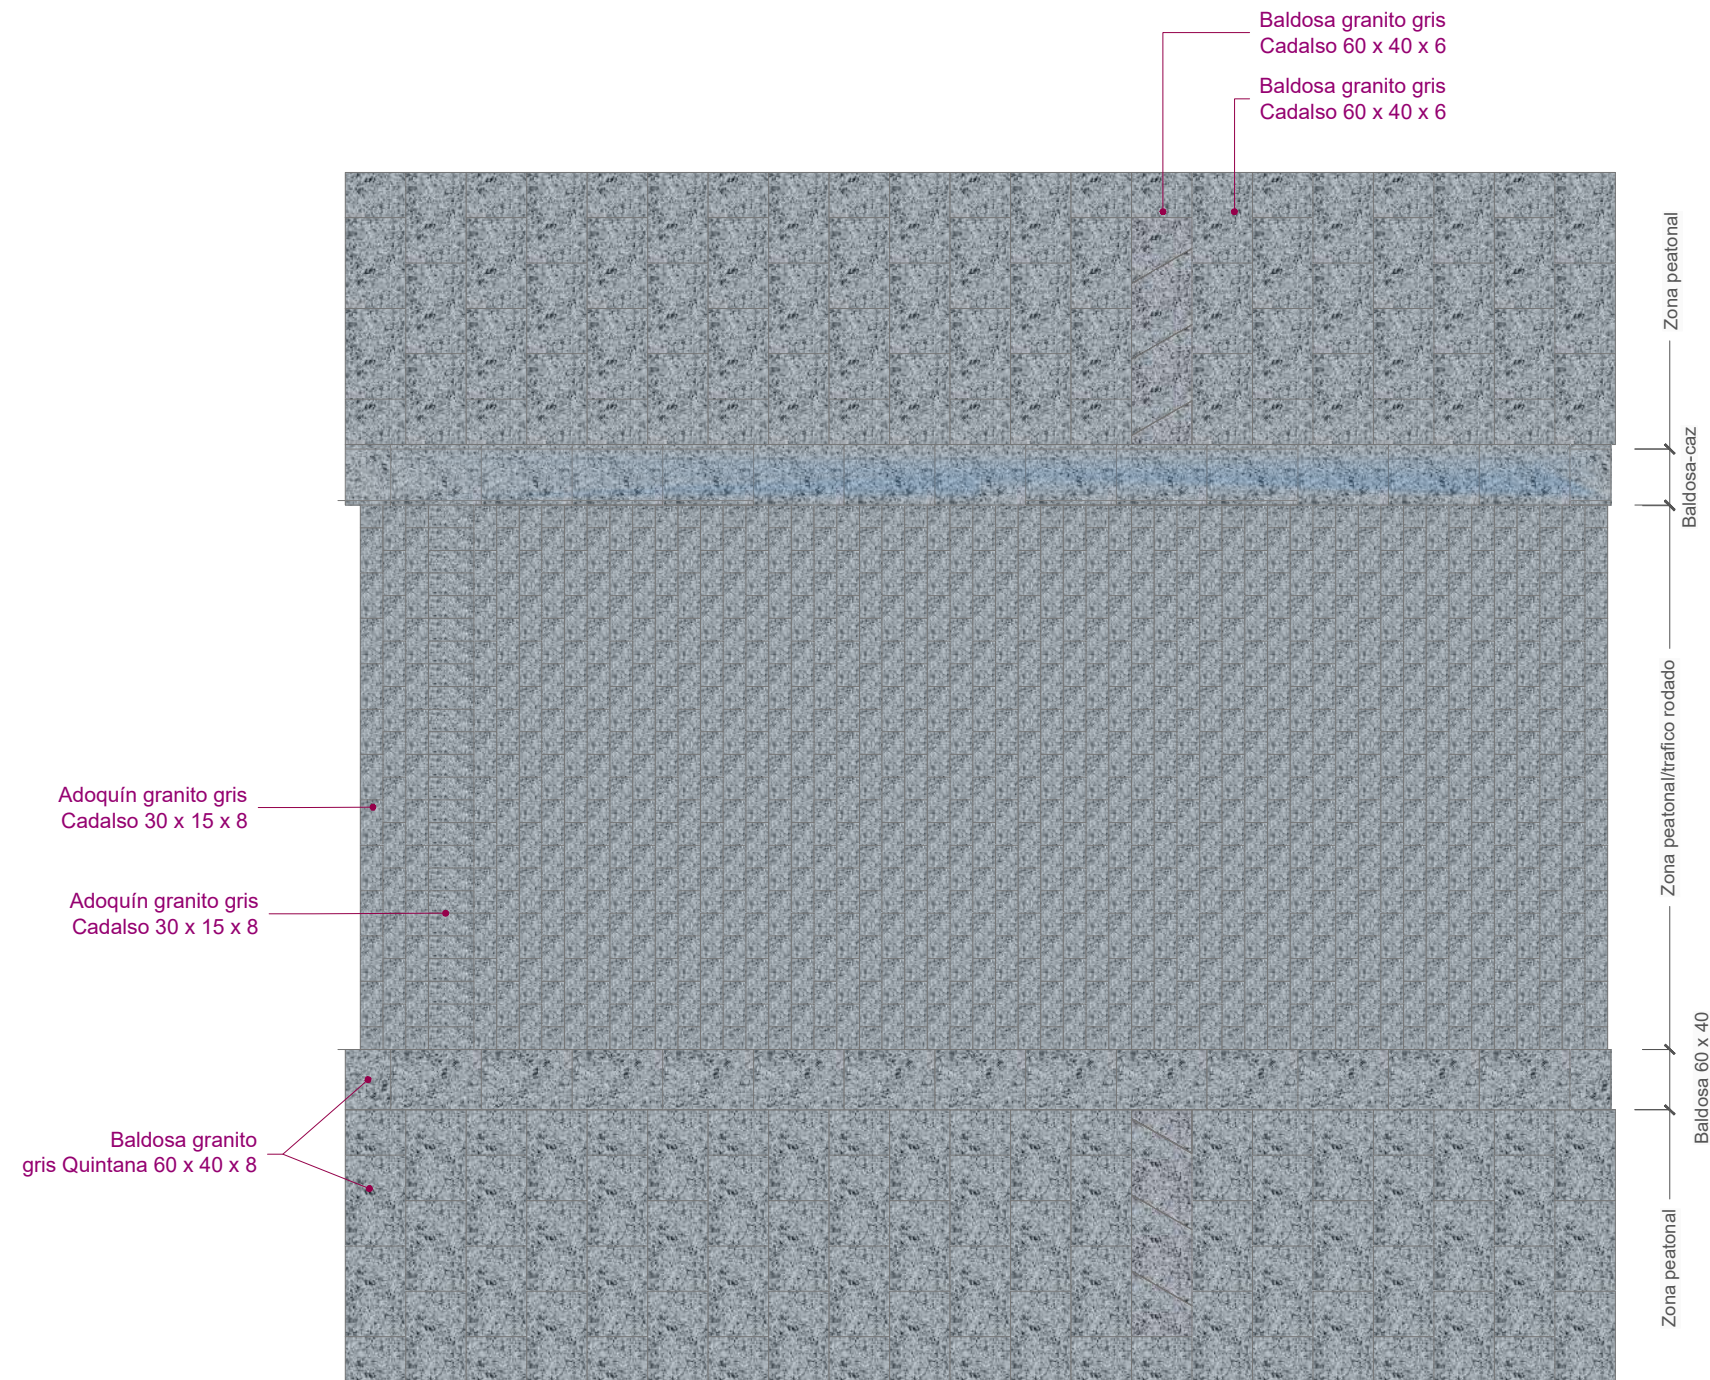 Baldosa granito gris
Cadalso 60 x 40 x 6
Baldosa granito gris
Cadalso 60 x 40 x 6
Zona peatonal
Baldosa-caz
Zona peatonal/trafico rodado
Adoquín granito gris
Cadalso 30 x 15 x 8
Adoquín granito gris
Cadalso 30 x 15 x 8
Baldosa 60 x 40
Baldosa granito
gris Quintana 60 x 40 x 8
Zona peatonal